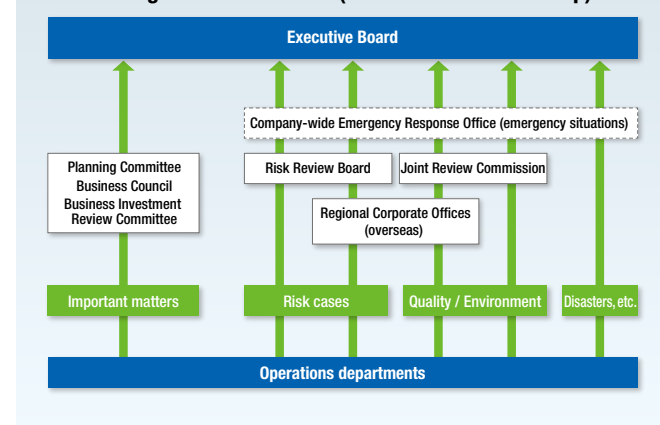 Executive Board
Company-wide Emergency Response Office (emergency situations)
Planning Committee
Business Council
Business Investment
Review Committee
Risk Review Board
Joint Review Commission
Regional Corporate Offices
(overseas)
Important matters
Risk cases
Quality / Environment
Disasters, etc.
Operations departments